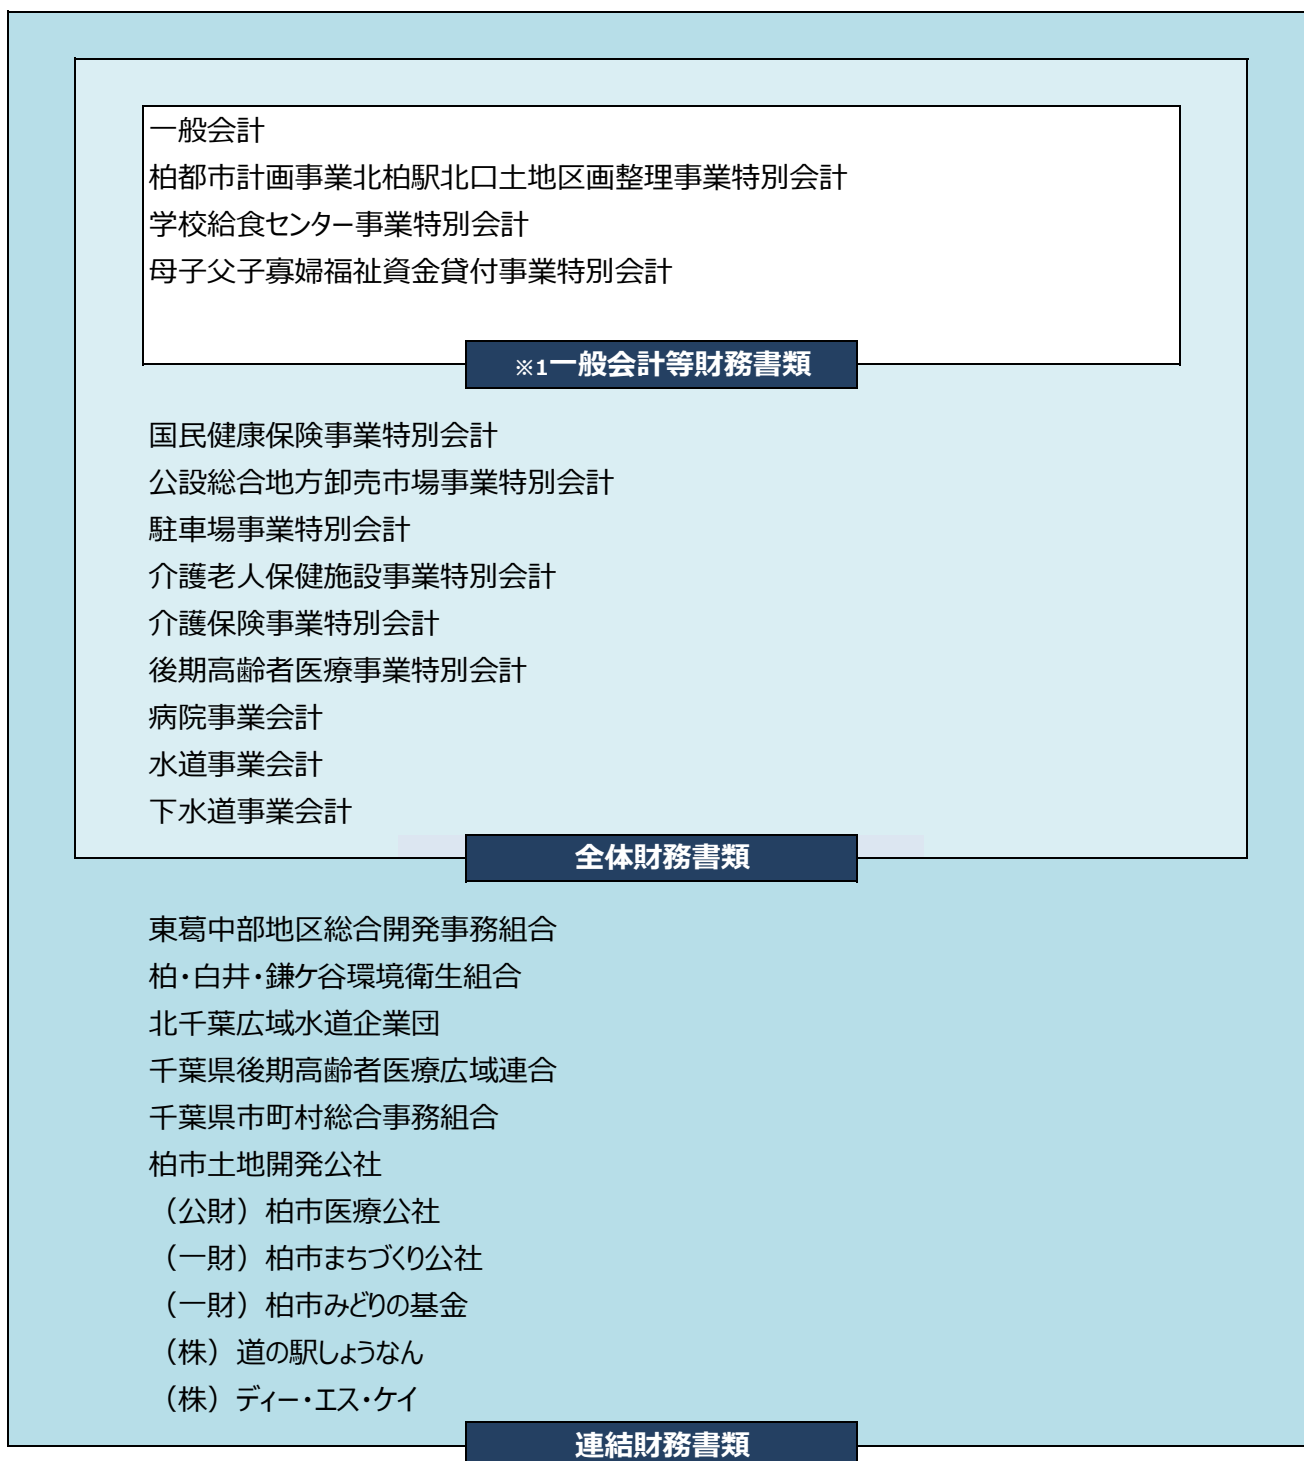 一般会計
柏都市計画事業北柏駅北口土地区画整理事業特別会計
学校給食センター事業特別会計
母子父子寡婦福祉資金貸付事業特別会計
※1一般会計等財務書類
国民健康保険事業特別会計
公設総合地方卸売市場事業特別会計
駐車場事業特別会計
介護老人保健施設事業特別会計
介護保険事業特別会計
後期高齢者医療事業特別会計
病院事業会計
水道事業会計
下水道事業会計
全体財務書類
東葛中部地区総合開発事務組合
柏・白井・鎌ケ谷環境衛生組合
北千葉広域水道企業団
千葉県後期高齢者医療広域連合
千葉県市町村総合事務組合
柏市土地開発公社
（公財）柏市医療公社
（一財）柏市まちづくり公社
（一財）柏市みどりの基金
（株）道の駅しょうなん
（株）ディー・エス・ケイ
連結財務書類